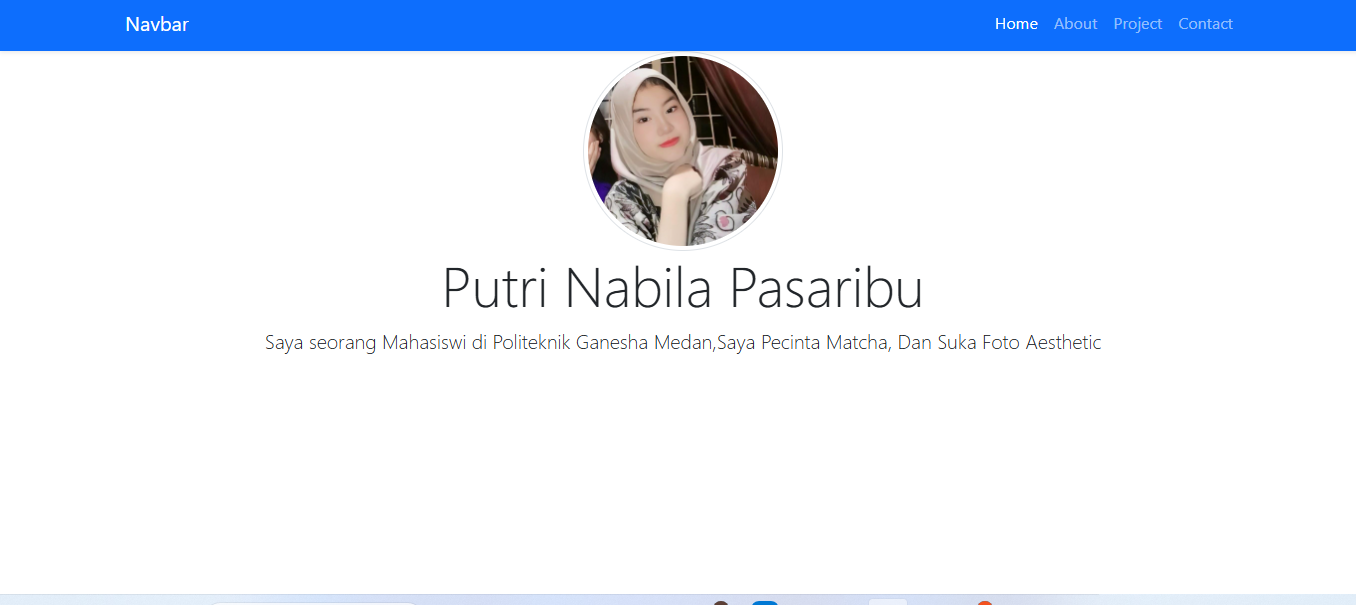 Navbar
Home About Project Contact
Putri Nabila Pasaribu
Saya seorang Mahasiswi di Politeknik Ganesha Medan,Saya Pecinta Matcha, Dan Suka Foto Aesthetic